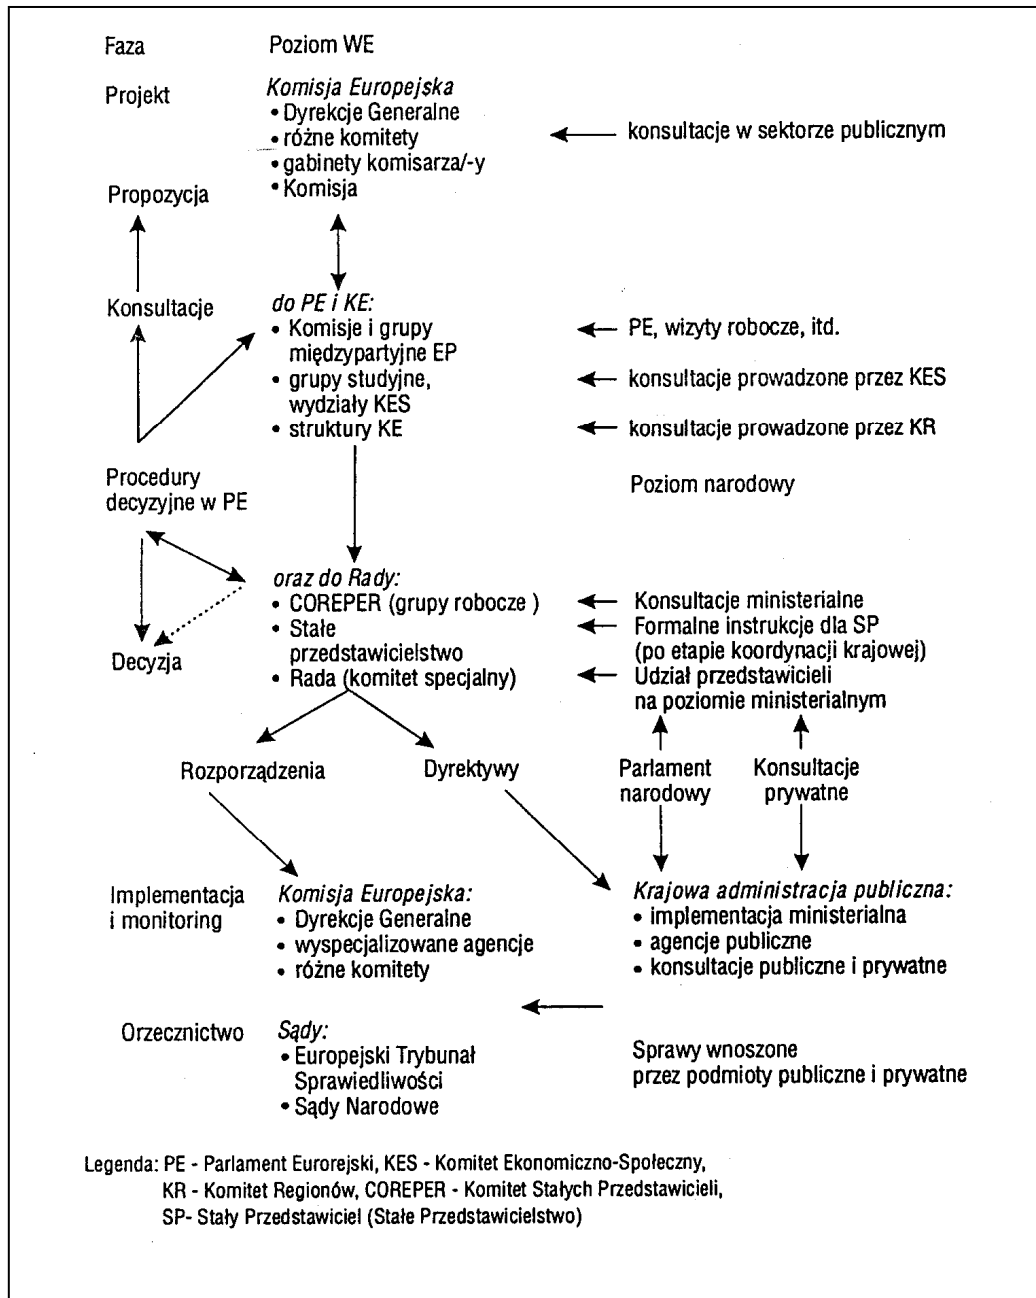 Faza Poziom WE
Projekt
Komisja Europejska
• Dyrekcje Generalne
• różne komitety
• gabinety komisarza/-y
• Komisja
konsultacje w sektorze publicznym
Propozycja
Konsultacje
do PE i KE:
• Komisje i grupy
międzypartyjne EP
• grupy studyjne,
wydziały KES
• struktury KE
PE, wizyty robocze, itd.
konsultacje prowadzone przez KES
konsultacje prowadzone przez KR
Procedury
decyzyjne w PE
Poziom narodowy
oraz do Rady:
• COREPER (grupy robocze )
• Stałe
przedstawicielstwo
• Rada (komitet specjalny)
Konsultacje ministerialne
Formalne instrukcje dla SP
(po etapie koordynacji krajowej)
Udział przedstawicieli
na poziomie ministerialnym
Decyzja
Rozporządzenia
Dyrektywy
Parlament
narodowy
Konsultacje
prywatne
Implementacja
i monitoring
Komisja Europejska:
• Dyrekcje Generalne
• wyspecjalizowane agencje
• różne komitety
Krajowa administracja publiczna:
• implementacja ministerialna
• agencje publiczne
• konsultacje publiczne i prywatne
Orzecznictwo
Sądy:
• Europejski Trybunał
Sprawiedliwości
• Sądy Narodowe
Sprawy wnoszone
przez podmioty publiczne i prywatne
Legenda: PE - Parlament Eurorejski, KES - Komitet Ekonomiczno-Społeczny,
KR - Komitet Regionów, COREPER - Komitet Stałych Przedstawicieli,
SP- Stały Przedstawiciel (Stałe Przedstawicielstwo)